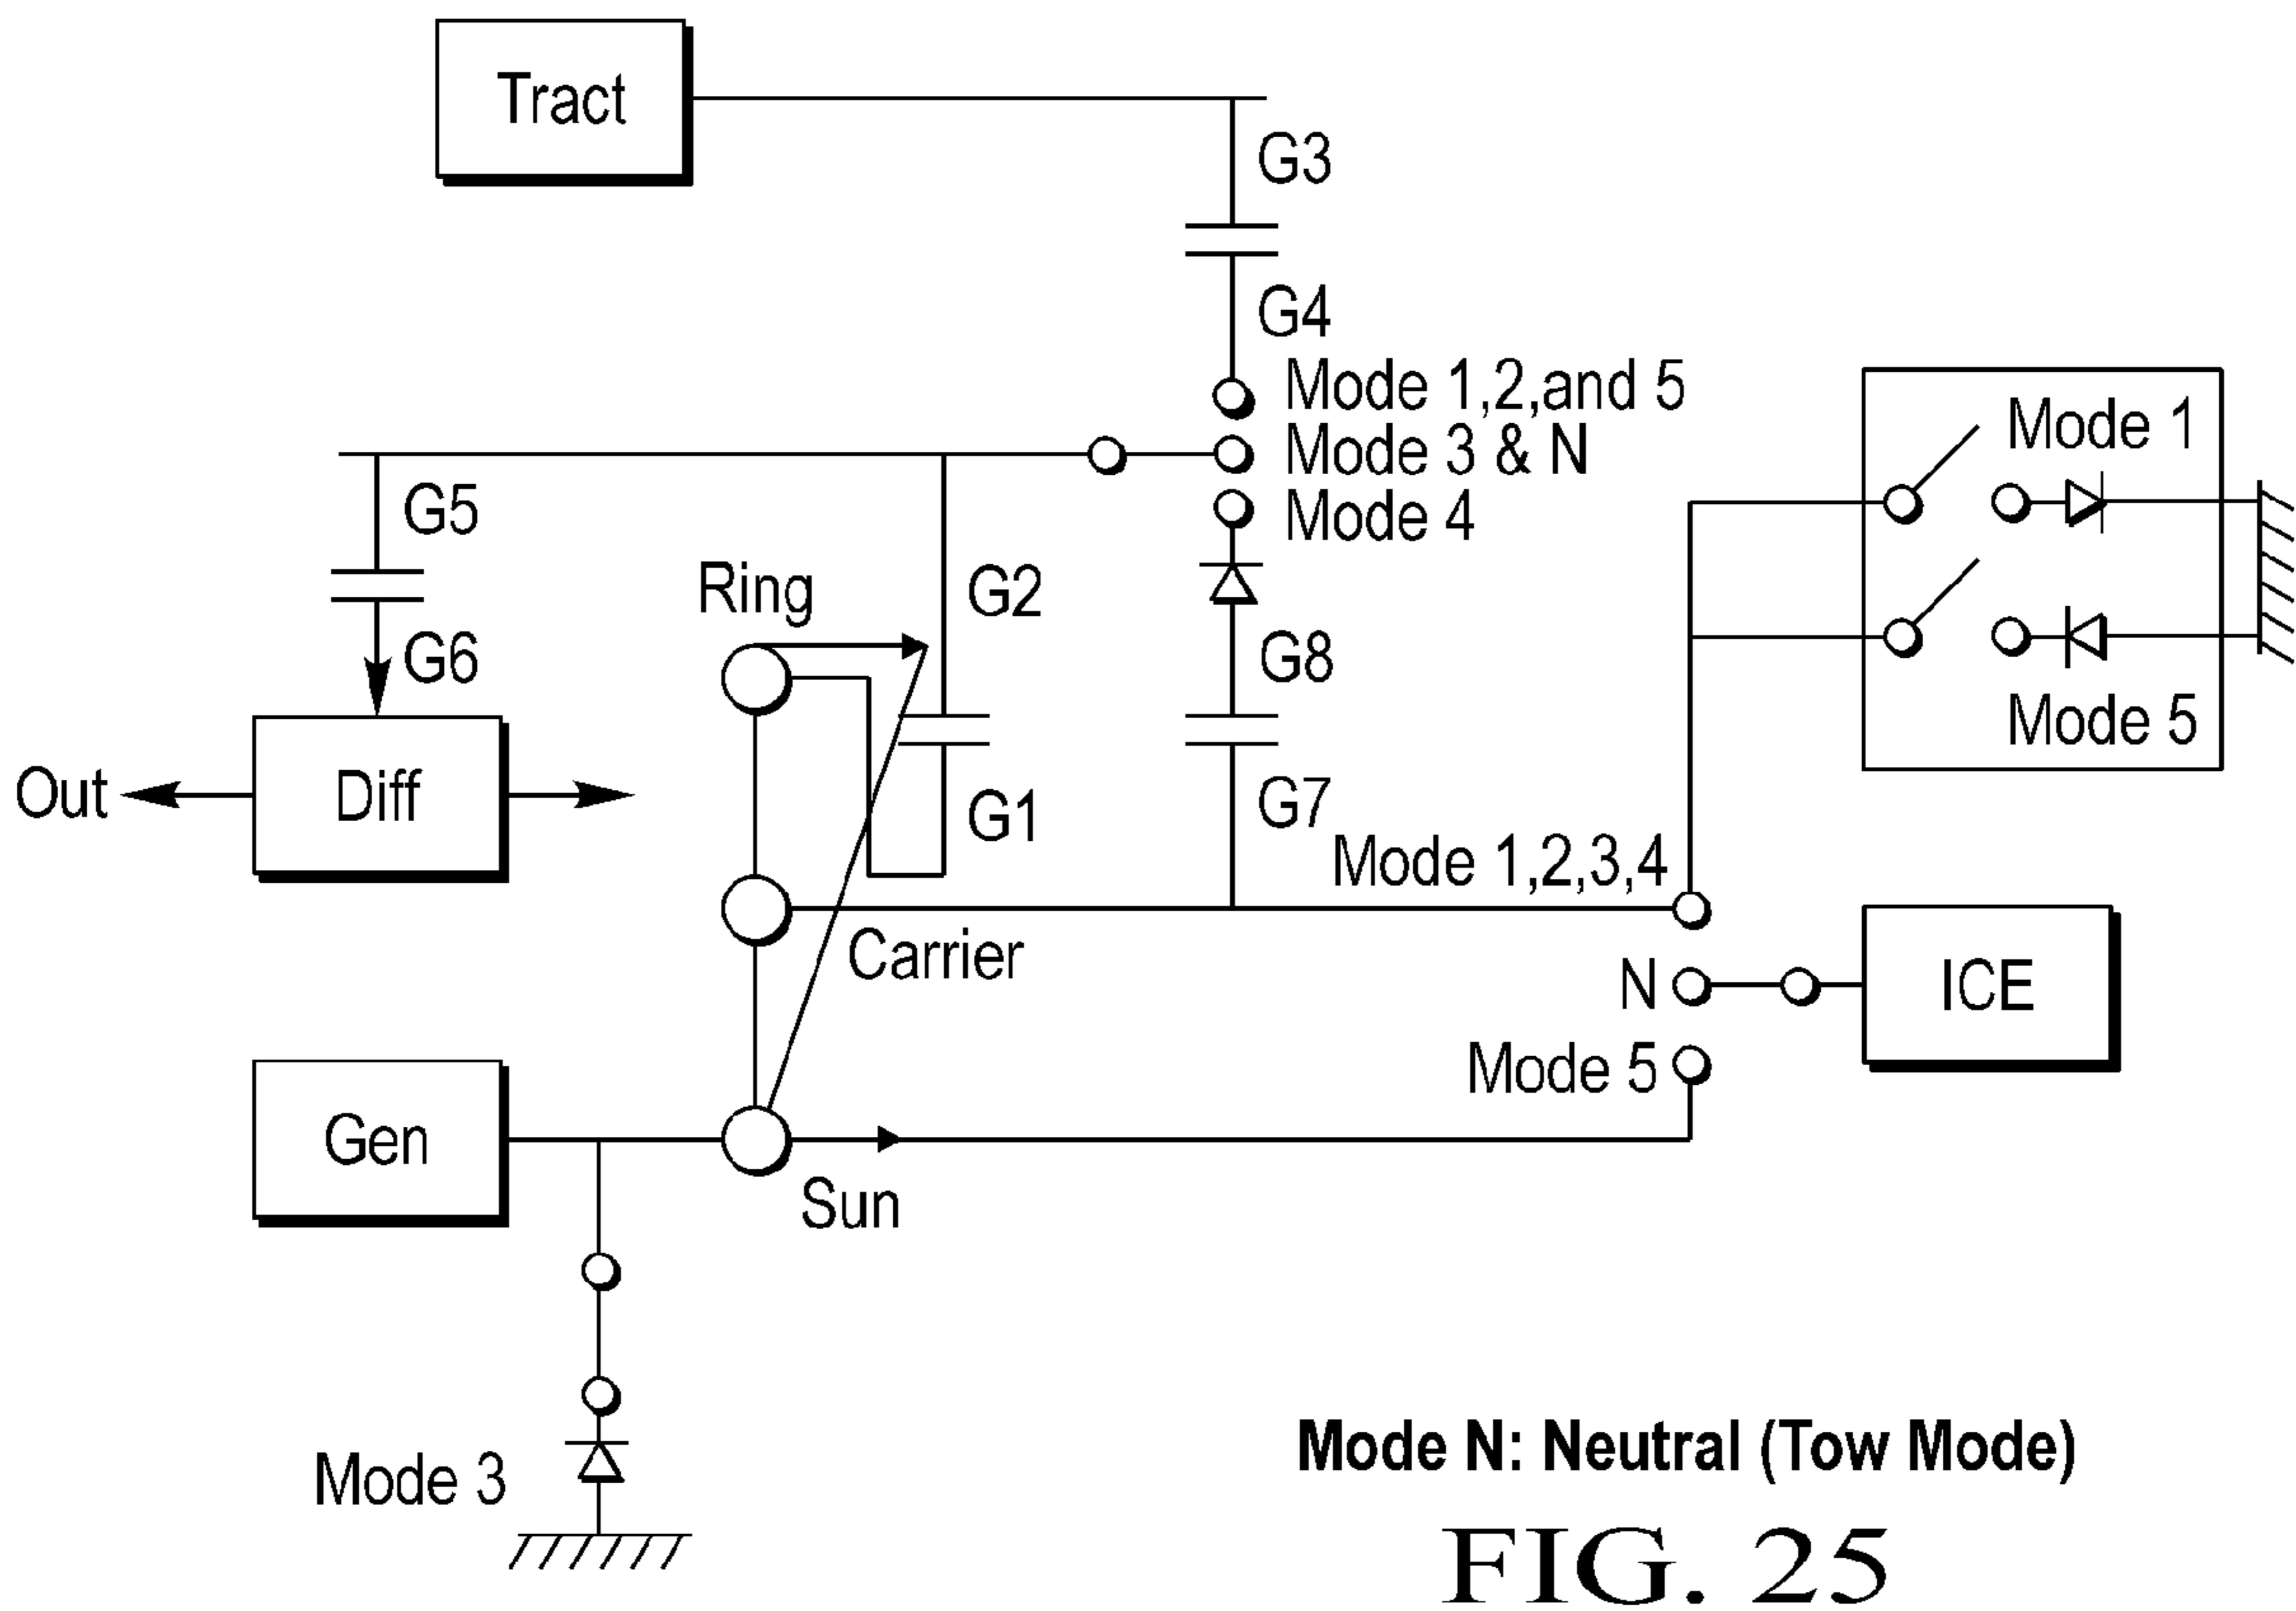 Tract
G3
G4
Mode 1,2,and 5
Mode 3 & N
Mode 4
Mode 1
G5
G2
Ring
G6
G8
Mode 5
Out
Diff
G1
G7
Mode 1,2,3,4
Carrier
N
ICE
Mode 5
Gen
Sun
Mode 3
Mode N: Neutral (Tow Mode)
FIG. 25